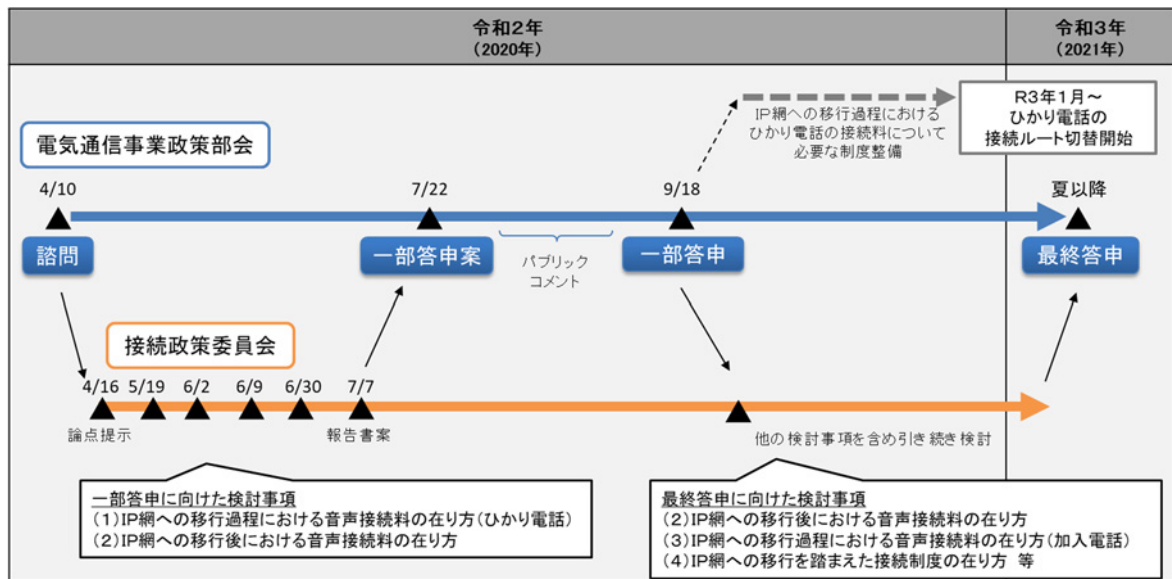 令和2年
(2020年)
令和3年
(2021年)
電気通信事業政策部会
IP網への移行過程における
ひかり電話の接続料について
必要な制度整備
R3年1月～
ひかり電話の
接続ルート切替開始
4/10
7/22
9/18
夏以降
諮問
一部答申案
パブリック
コメント
一部答申
最終答申
接続政策委員会
4/16
5/19
6/2
6/9
6/30
7/7
論点提示
報告書案
他の検討事項を含め引き続き検討
一部答申に向けた検討事項
(1)IP網への移行過程における音声接続料の在り方(ひかり電話)
(2)IP網への移行後における音声接続料の在り方
最終答申に向けた検討事項
(2)IP網への移行後における音声接続料の在り方
(3)IP網への移行過程における音声接続料の在り方(加入電話)
(4)IP網への移行を踏まえた接続制度の在り方 等